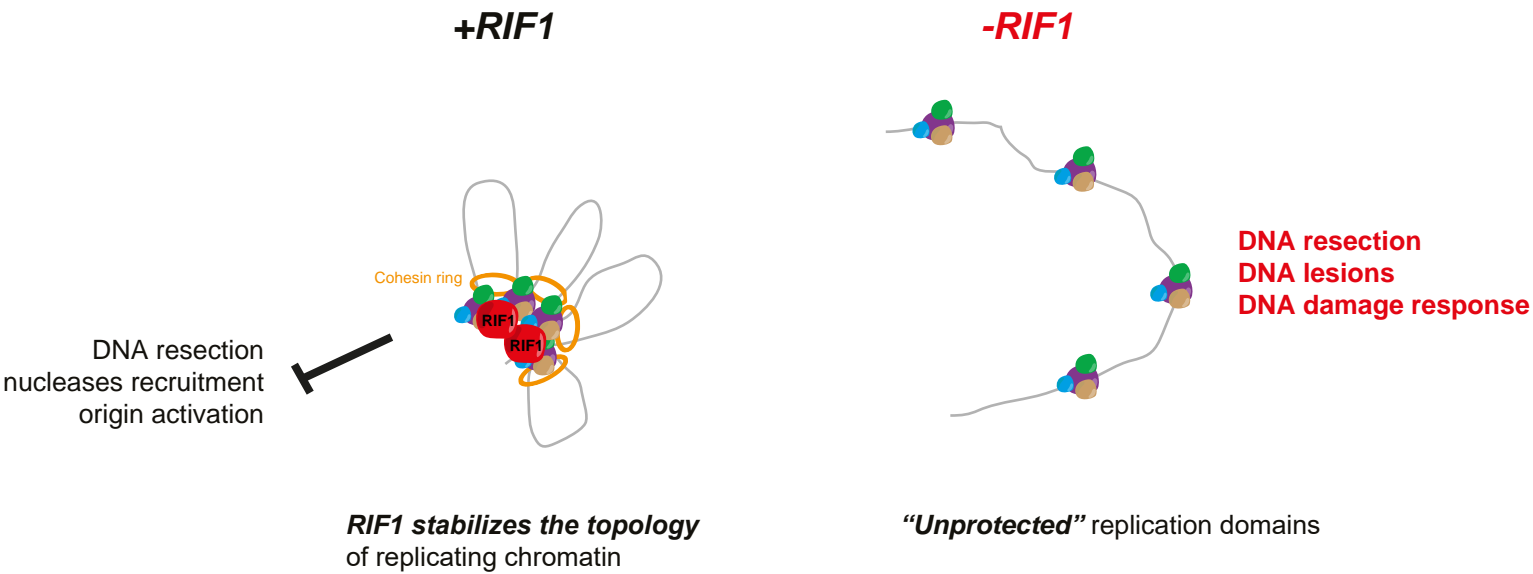 +RIF1
-RIF1
Cohesin ring
RIF1
RIF1
DNA resection
nucleases recruitment
origin activation
DNA resection
DNA lesions
DNA damage response
RIF1 stabilizes the topology
of replicating chromatin
“Unprotected” replication domains